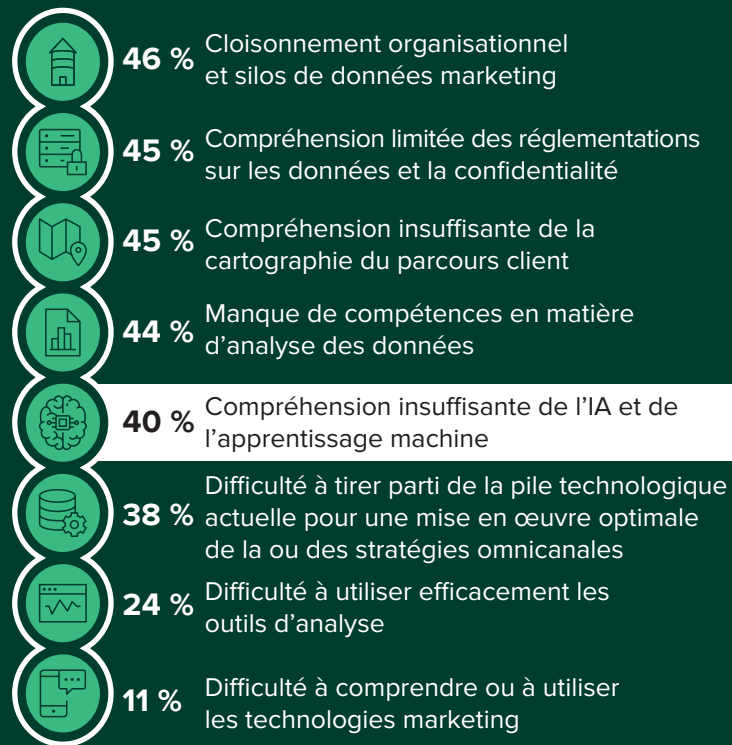 46 % Cloisonnement organisationnel
et silos de données marketing
45 % Compréhension limitée des réglementations
sur les données et la confidentialité
45 % Compréhension insuffisante de la
cartographie du parcours client
44 % Manque de compétences en matière
d’analyse des données
40 % Compréhension insuffisante de l’IA et de
l’apprentissage machine
Difficulté à tirer parti de la pile technologique
38 % actuelle pour une mise en œuvre optimale
de la ou des stratégies omnicanales
24 % Difficulté à utiliser efficacement les
outils d’analyse
11 % Difficulté à comprendre ou à utiliser
les technologies marketing